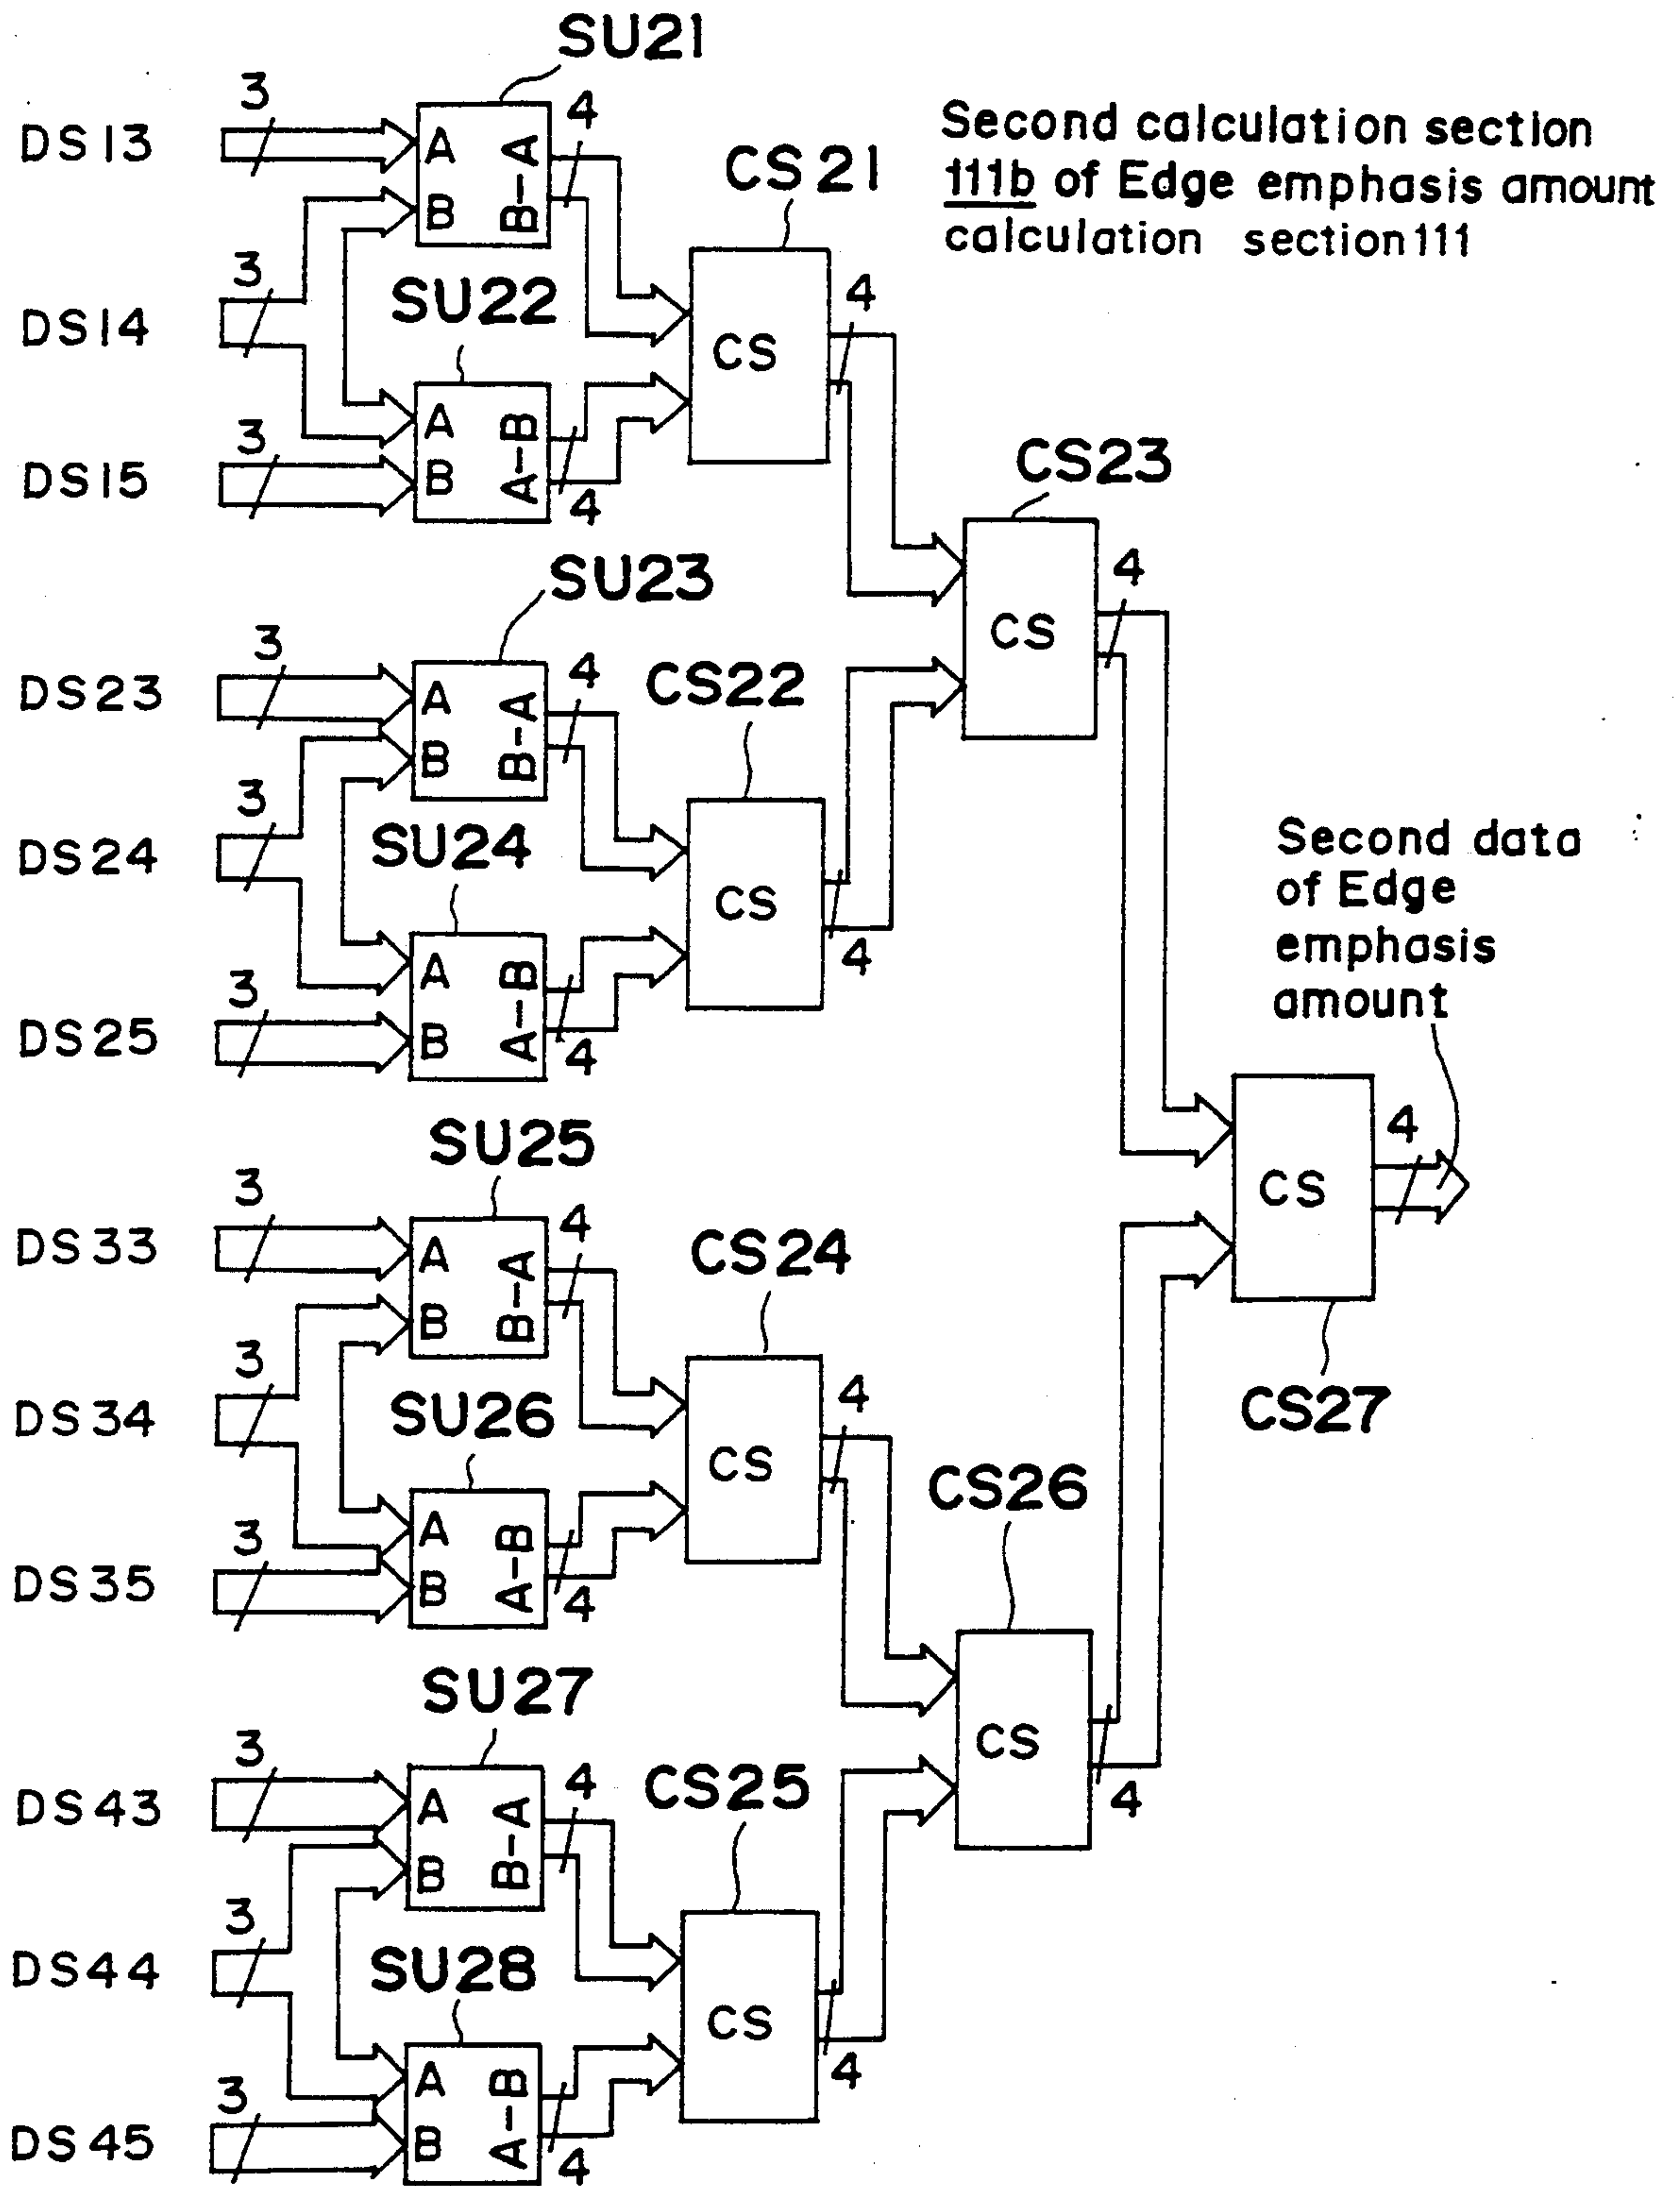 SU21
3
4
DS13
A
B
B-A
Second calculation section
111b of Edge emphasis amount
calculation section 111
CS21
3
DS14
SU22
4
CS
3
DS15
A
B
A-B
4
CS23
SU23
3
4
DS23
A
B
B-A
CS22
4
CS
3
DS24
SU24
CS
4
3
DS25
A
B
A-B
4
Second data
of Edge
emphasis
amount
SU25
3
4
DS33
A
B
B-A
CS24
4
CS
CS27
3
DS34
SU26
4
CS
3
DS35
A
B
A-B
4
CS26
SU27
3
4
DS43
A
B
B-A
CS25
CS
4
3
DS44
SU28
CS
4
3
DS45
A
B
A-B
4